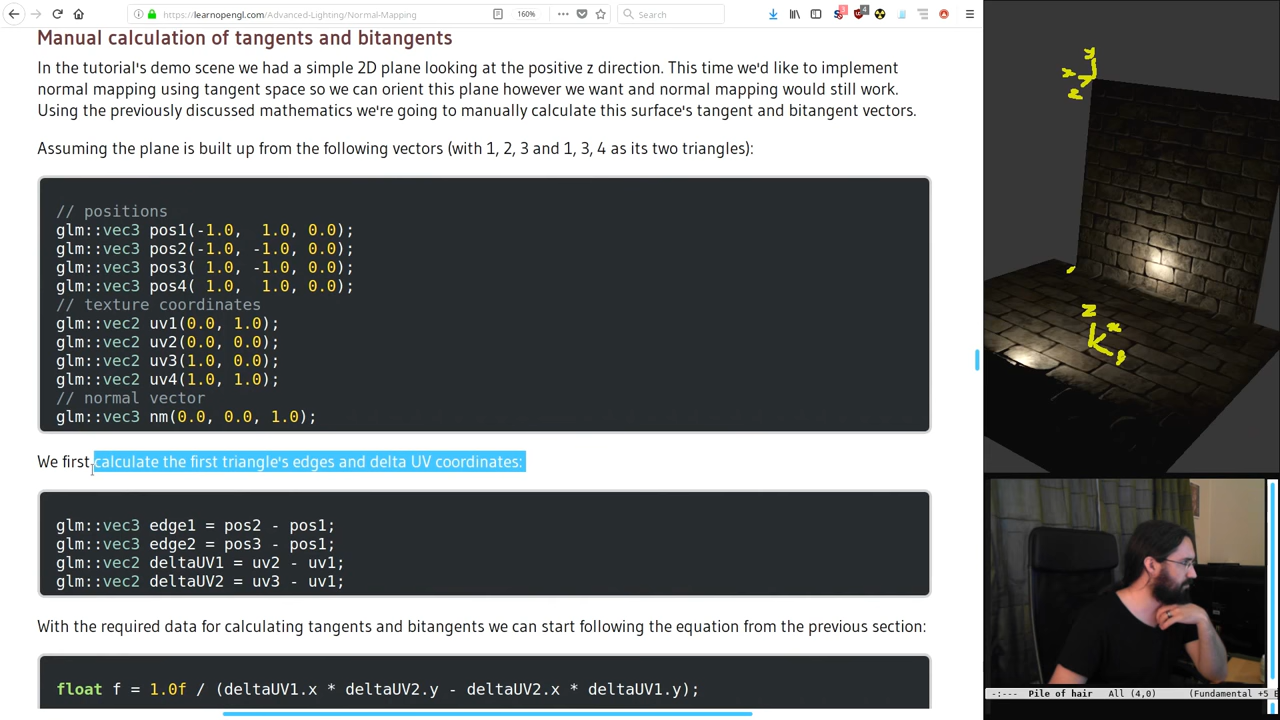 https://learnopengl.com/Advanced-Lighting/Normal-Mapping
160%
Search
Manual calculation of tangents and bitangents
In the tutorial's demo scene we had a simple 2D plane looking at the positive z direction. This time we'd like to implement
normal mapping using tangent space so we can orient this plane however we want and normal mapping would still work.
Using the previously discussed mathematics we're going to manually calculate this surface's tangent and bitangent vectors.
Assuming the plane is built up from the following vectors (with 1, 2, 3 and 1, 3, 4 as its two triangles):
// positions
glm::vec3 pos1(-1.0,  1.0, 0.0);
glm::vec3 pos2(-1.0, -1.0, 0.0);
glm::vec3 pos3( 1.0, -1.0, 0.0);
glm::vec3 pos4( 1.0,  1.0, 0.0);
// texture coordinates
glm::vec2 uv1(0.0, 1.0);
glm::vec2 uv2(0.0, 0.0);
glm::vec2 uv3(1.0, 0.0);
glm::vec2 uv4(1.0, 1.0);
// normal vector
glm::vec3 nm(0.0, 0.0, 1.0);
We first calculate the first triangle's edges and delta UV coordinates:
glm::vec3 edge1 = pos2 - pos1;
glm::vec3 edge2 = pos3 - pos1;
glm::vec2 deltaUV1 = uv2 - uv1;
glm::vec2 deltaUV2 = uv3 - uv1;
With the required data for calculating tangents and bitangents we can start following the equation from the previous section:
float f = 1.0f / (deltaUV1.x * deltaUV2.y - deltaUV2.x * deltaUV1.y);
y
x
z
z
x
y
-:--- Pile of hair All (4,0) (Fundamental +5